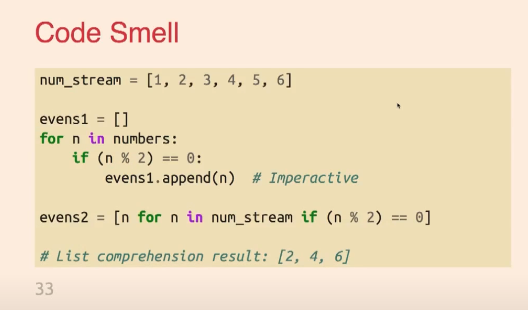 Code Smell
num_stream = [1, 2, 3, 4, 5, 6]
evens1 = []
for n in numbers:
    if (n % 2) == 0:
        evens1.append(n)  # Imperactive
evens2 = [n for n in num_stream if (n % 2) == 0]
# List comprehension result: [2, 4, 6]
33